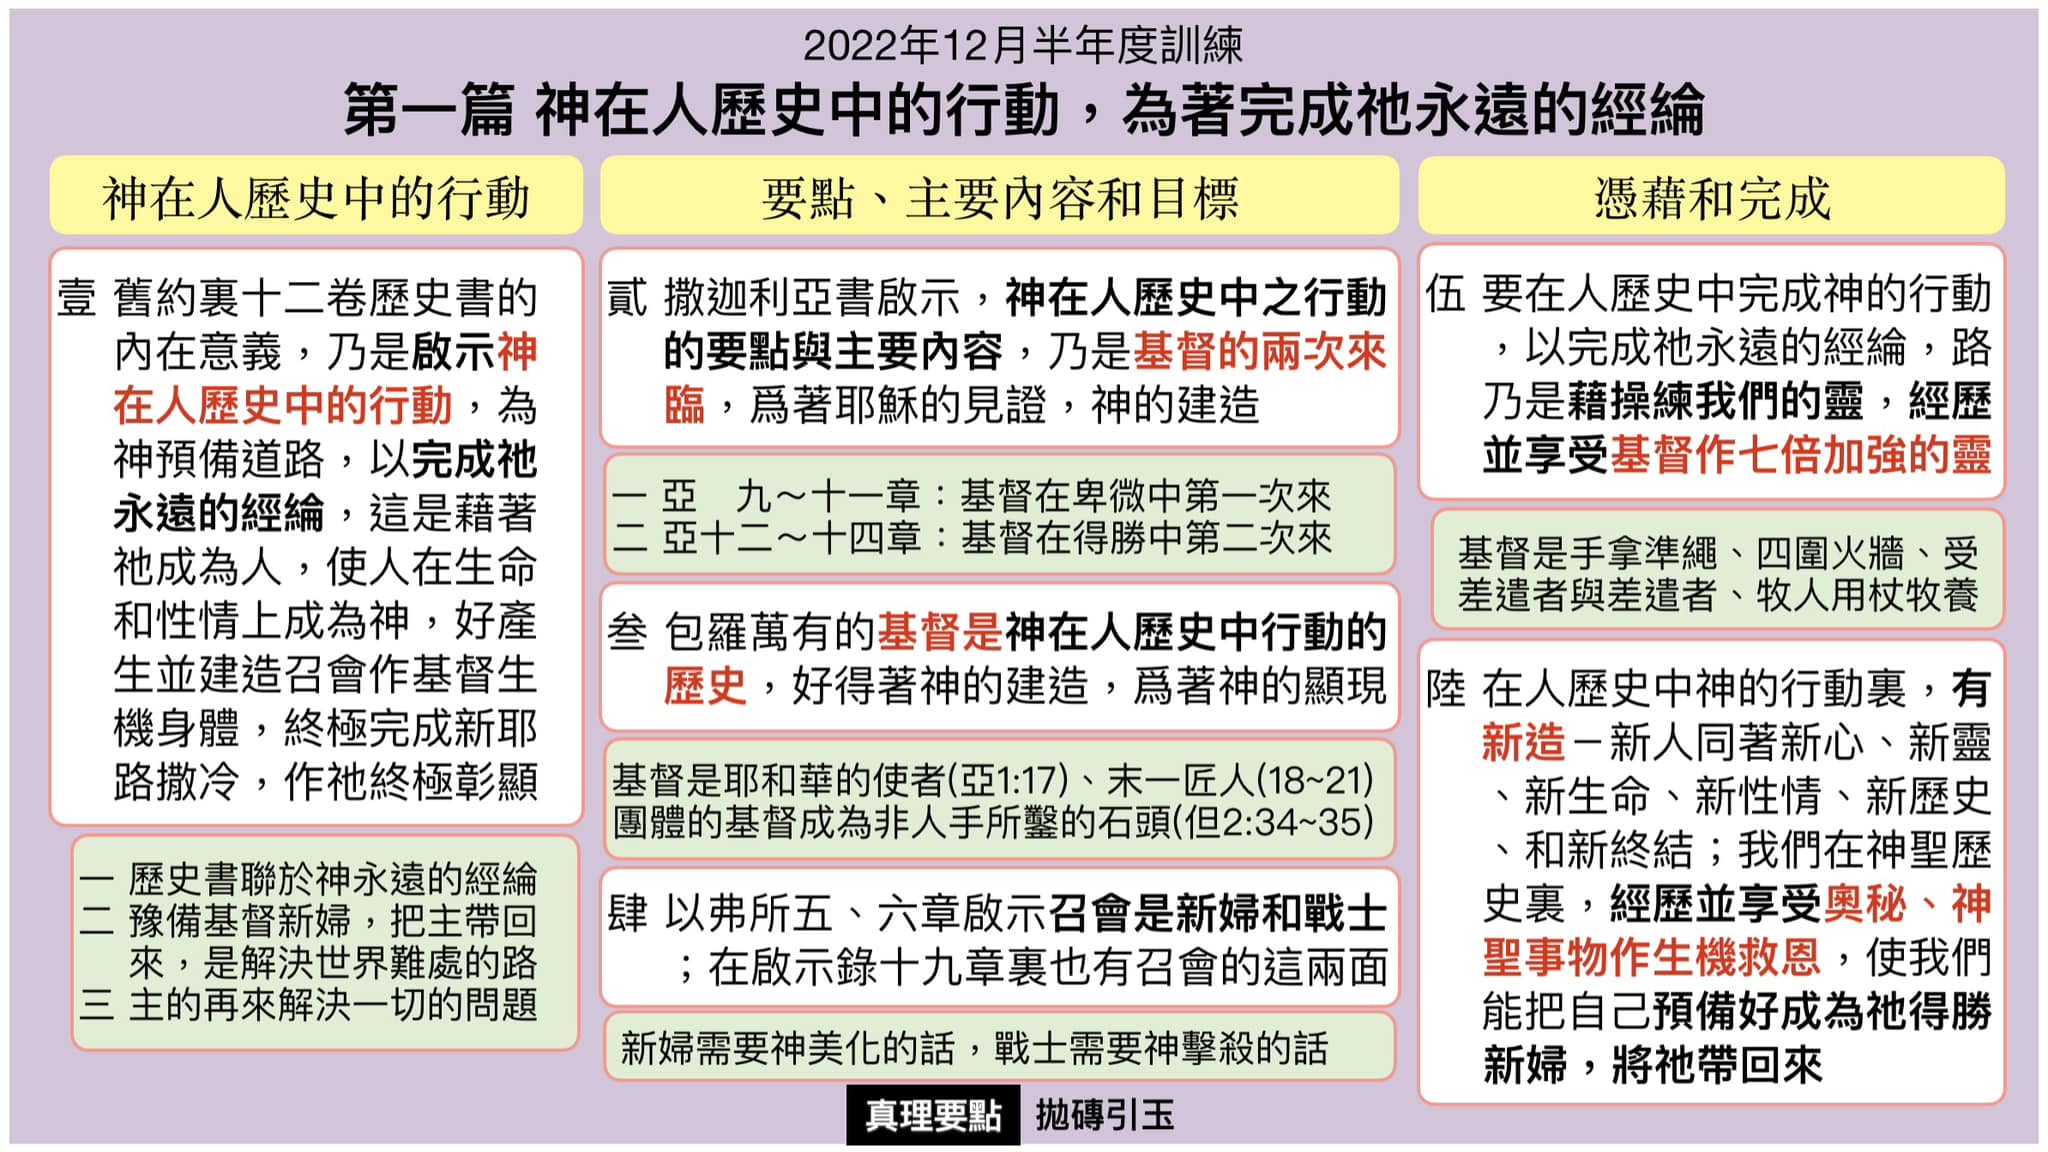 2022年12月半年度訓練
第一篇 神在人歷史中的行動，為著完成祂永遠的經綸
神在人歷史中的行動
壹 舊約裏十二卷歷史書的
內在意義，乃是啟示神
在人歷史中的行動，為
神預備道路，以完成祂
永遠的經綸，這是藉著
祂成為人，使人在生命
和性情上成為神，好產
生並建造召會作基督生
機身體，終極完成新耶
路撒冷，作祂終極彰顯
一 歷史書聯於神永遠的經綸
二 豫備基督新婦，把主帶回
來，是解決世界難處的路
三 主的再來解決一切的問題
要點、主要內容和目標
貳 撒迦利亞書啟示，神在人歷史中之行動
的要點與主要內容，乃是基督的兩次來
臨，爲著耶穌的見證，神的建造
一 亞　九～十一章：基督在卑微中第一次來
二 亞十二～十四章：基督在得勝中第二次來
叁 包羅萬有的基督是神在人歷史中行動的
歷史，好得著神的建造，爲著神的顯現
基督是耶和華的使者(亞1:17)、末一匠人(18~21)
團體的基督成為非人手所鑿的石頭(但2:34~35)
肆 以弗所五、六章啟示召會是新婦和戰士
；在啟示錄十九章裏也有召會的這兩面
新婦需要神美化的話，戰士需要神擊殺的話
憑藉和完成
伍 要在人歷史中完成神的行動
，以完成祂永遠的經綸，路
乃是藉操練我們的靈，經歷
並享受基督作七倍加強的靈
基督是手拿準繩、四圍火牆、受
差遣者與差遣者、牧人用杖牧養
陸 在人歷史中神的行動裏，有
新造－新人同著新心、新靈
、新生命、新性情、新歷史
、和新終結；我們在神聖歷
史裏，經歷並享受奧秘、神
聖事物作生機救恩，使我們
能把自己預備好成為祂得勝
新婦，將祂帶回來
真理要點 拋磚引玉